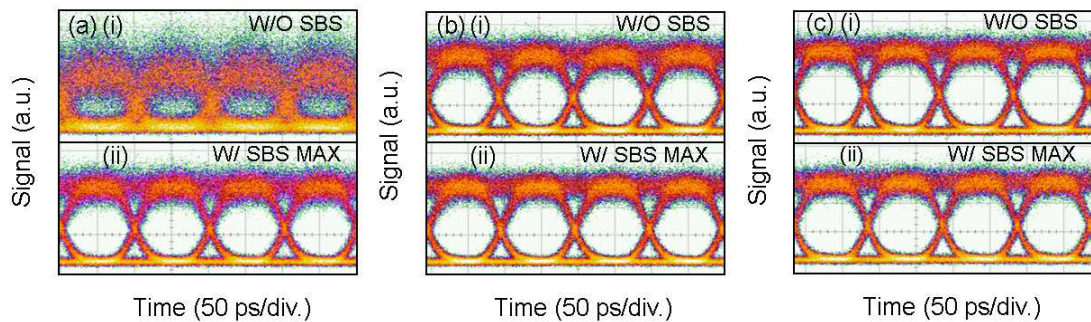 (a) (i) W/O SBS
(ii) W/ SBS MAX
Signal (a.u.)
Time (50 ps/div.)
(b) (i) W/O SBS
(ii) W/ SBS MAX
Signal (a.u.)
Time (50 ps/div.)
(c) (i) W/O SBS
(ii) W/ SBS MAX
Signal (a.u.)
Time (50 ps/div.)